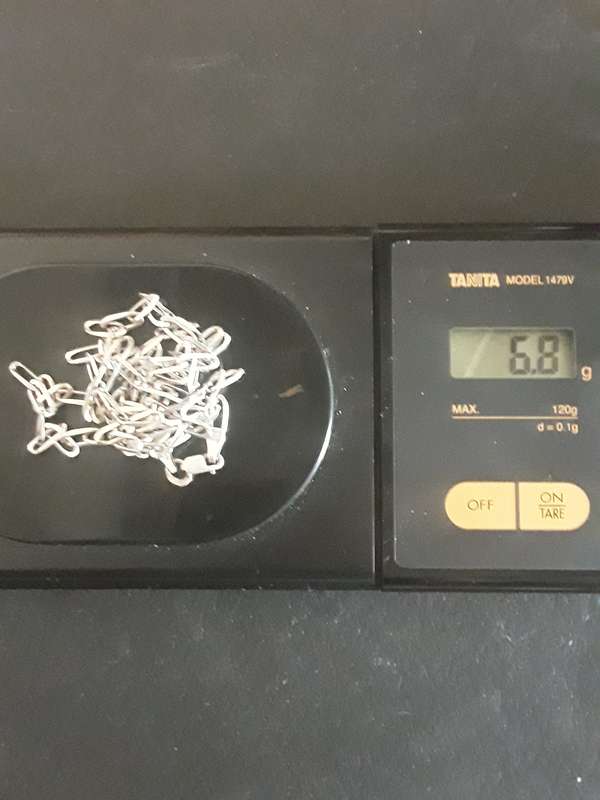 TANITA MODEL 1479V
6.8 g
MAX. 120g
d = 0.1g
OFF
ON
TARE